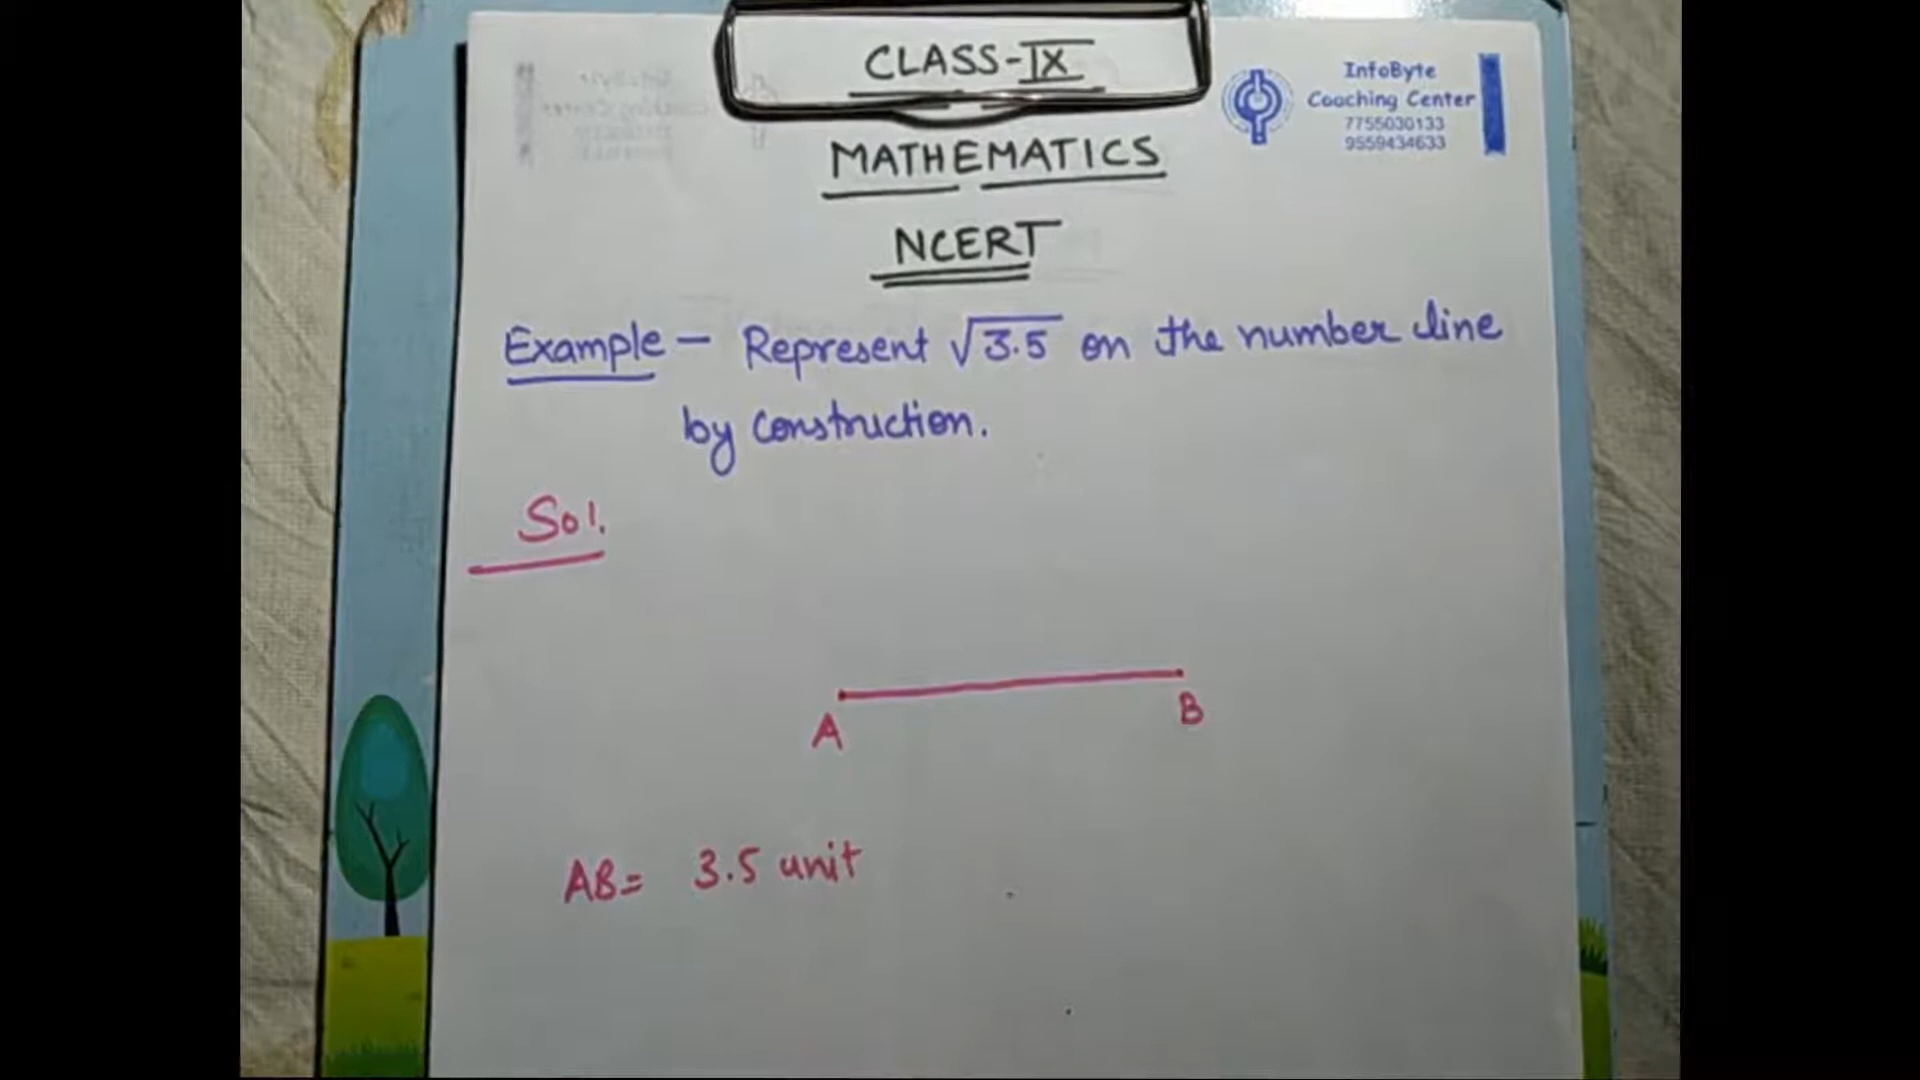 CLASS-IX
InfoByte
Coaching Center
7755030133
9559434633
MATHEMATICS
NCERT
Example - Represent √3.5 on the number line
by construction.
Sol.
A
B
AB= 3.5 unit